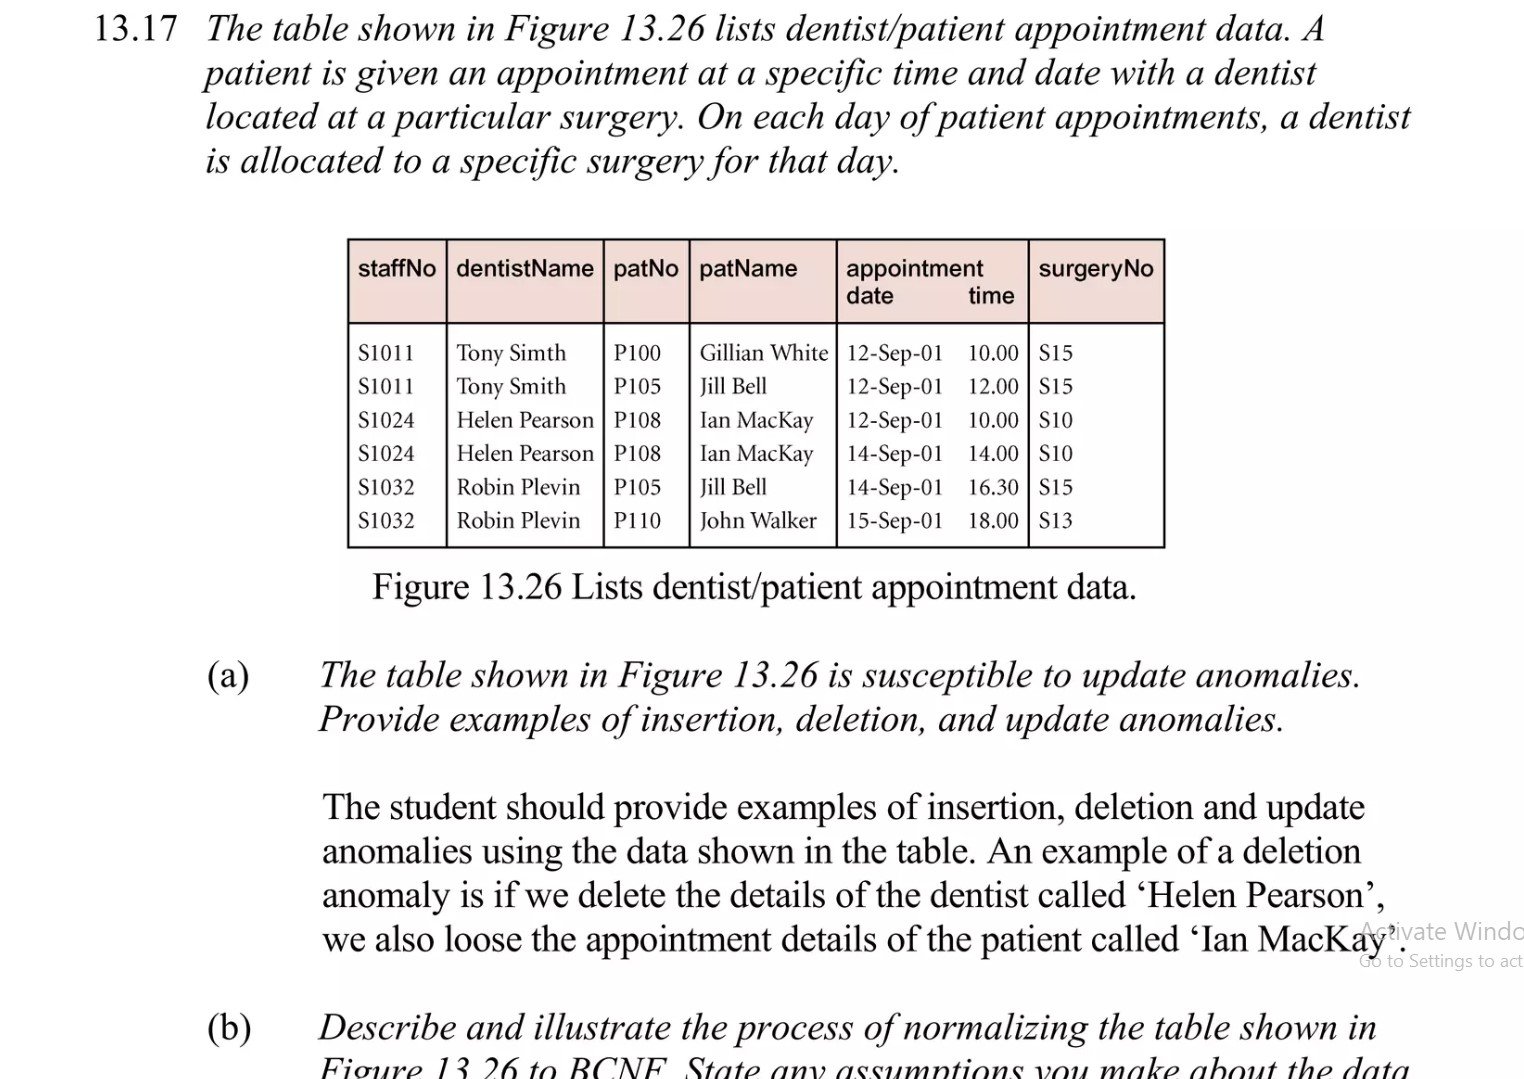 13.17 The table shown in Figure 13.26 lists dentist/patient appointment data. A
patient is given an appointment at a specific time and date with a dentist
located at a particular surgery. On each day of patient appointments, a dentist
is allocated to a specific surgery for that day.
staffNo dentistName patNo patName appointment surgeryNo
date time
S1011 Tony Simth P100 Gillian White 12-Sep-01 10.00 S15
S1011 Tony Smith P105 Jill Bell 12-Sep-01 12.00 S15
S1024 Helen Pearson P108 Ian MacKay 12-Sep-01 10.00 S10
S1024 Helen Pearson P108 Ian MacKay 14-Sep-01 14.00 S10
S1032 Robin Plevin P105 Jill Bell 14-Sep-01 16.30 S15
S1032 Robin Plevin P110 John Walker 15-Sep-01 18.00 S13
Figure 13.26 Lists dentist/patient appointment data.
(a) The table shown in Figure 13.26 is susceptible to update anomalies.
Provide examples of insertion, deletion, and update anomalies.
The student should provide examples of insertion, deletion and update
anomalies using the data shown in the table. An example of a deletion
anomaly is if we delete the details of the dentist called ‘Helen Pearson’,
we also loose the appointment details of the patient called ‘Ian MacKay’.
Activate Windo
Go to Settings to act
(b) Describe and illustrate the process of normalizing the table shown in
Figure 13.26 to BCNF. State any assumptions you make about the data